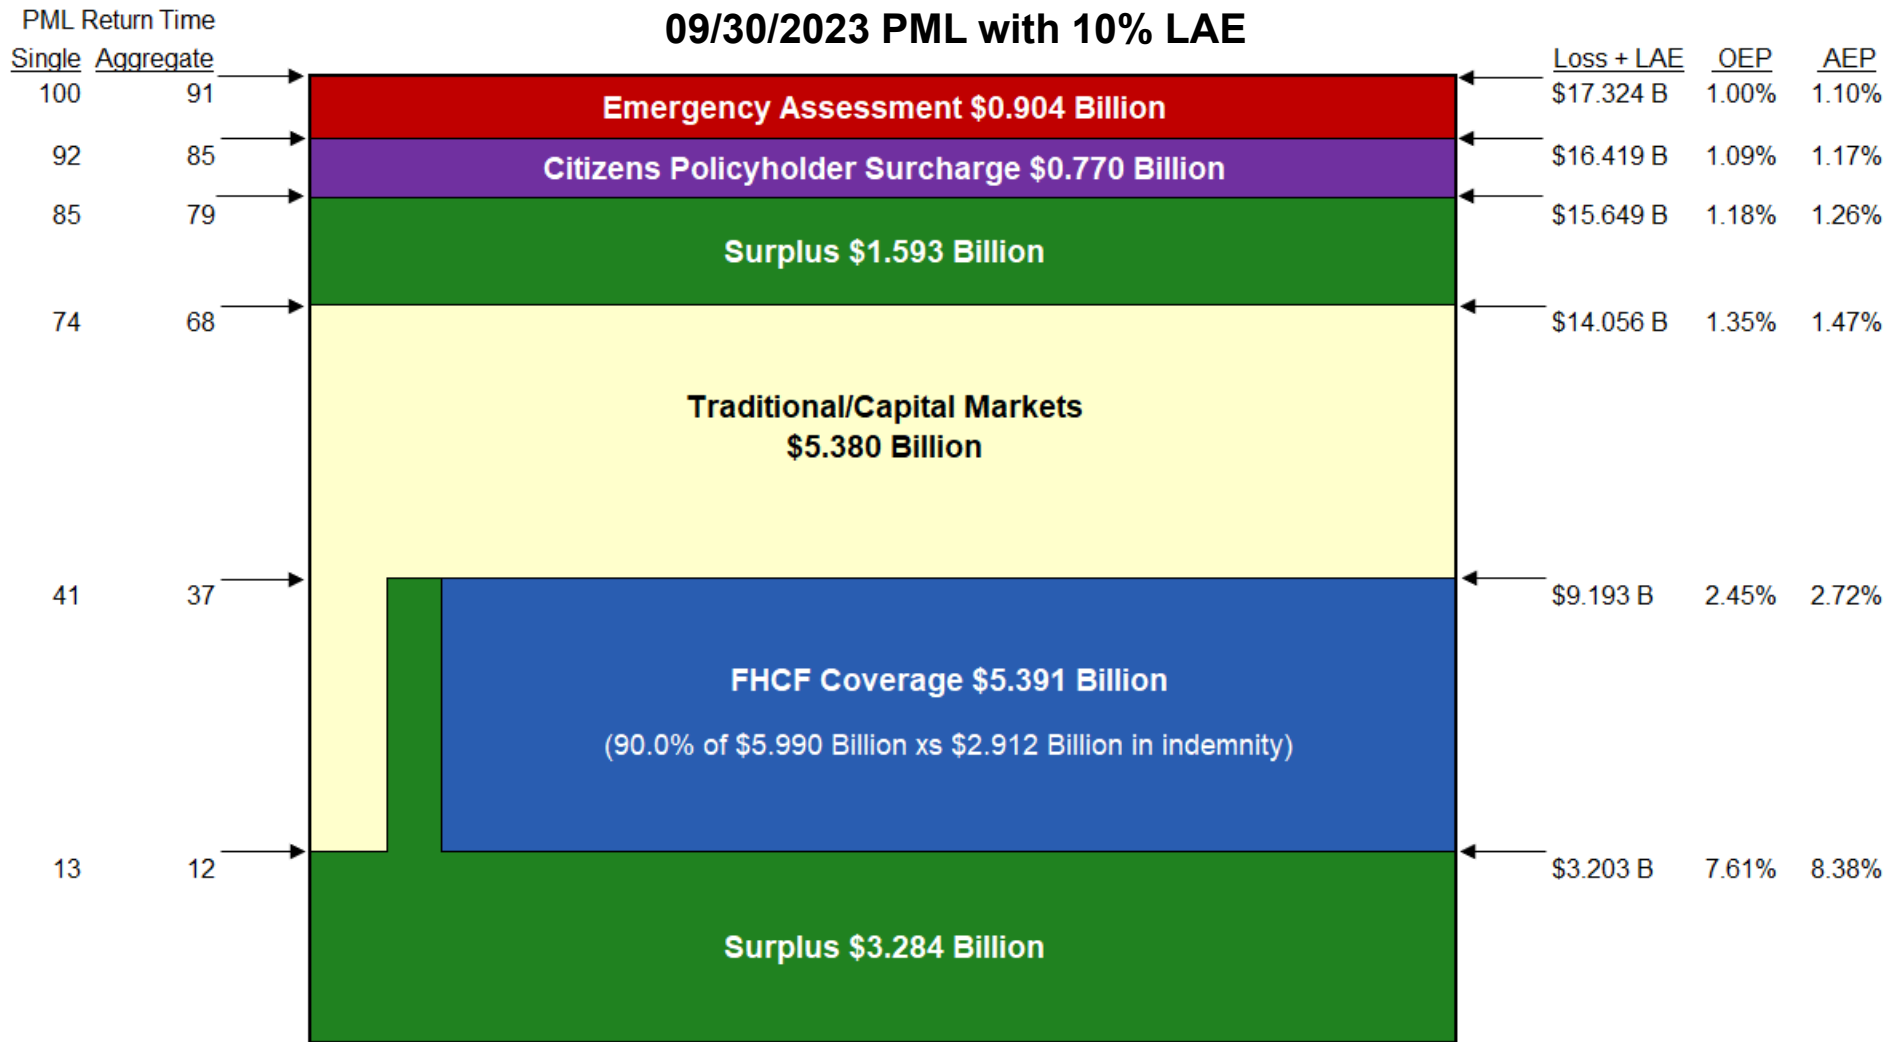 09/30/2023 PML with 10% LAE
PML Return Time
Single Aggregate
Loss + LAE OEP AEP
100 91
Emergency Assessment $0.904 Billion
$17.324 B 1.00% 1.10%
92 85
Citizens Policyholder Surcharge $0.770 Billion
$16.419 B 1.09% 1.17%
85 79
$15.649 B 1.18% 1.26%
Surplus $1.593 Billion
74 68
$14.056 B 1.35% 1.47%
Traditional/Capital Markets
$5.380 Billion
41 37
$9.193 B 2.45% 2.72%
FHCF Coverage $5.391 Billion
(90.0% of $5.990 Billion xs $2.912 Billion in indemnity)
13 12
$3.203 B 7.61% 8.38%
Surplus $3.284 Billion